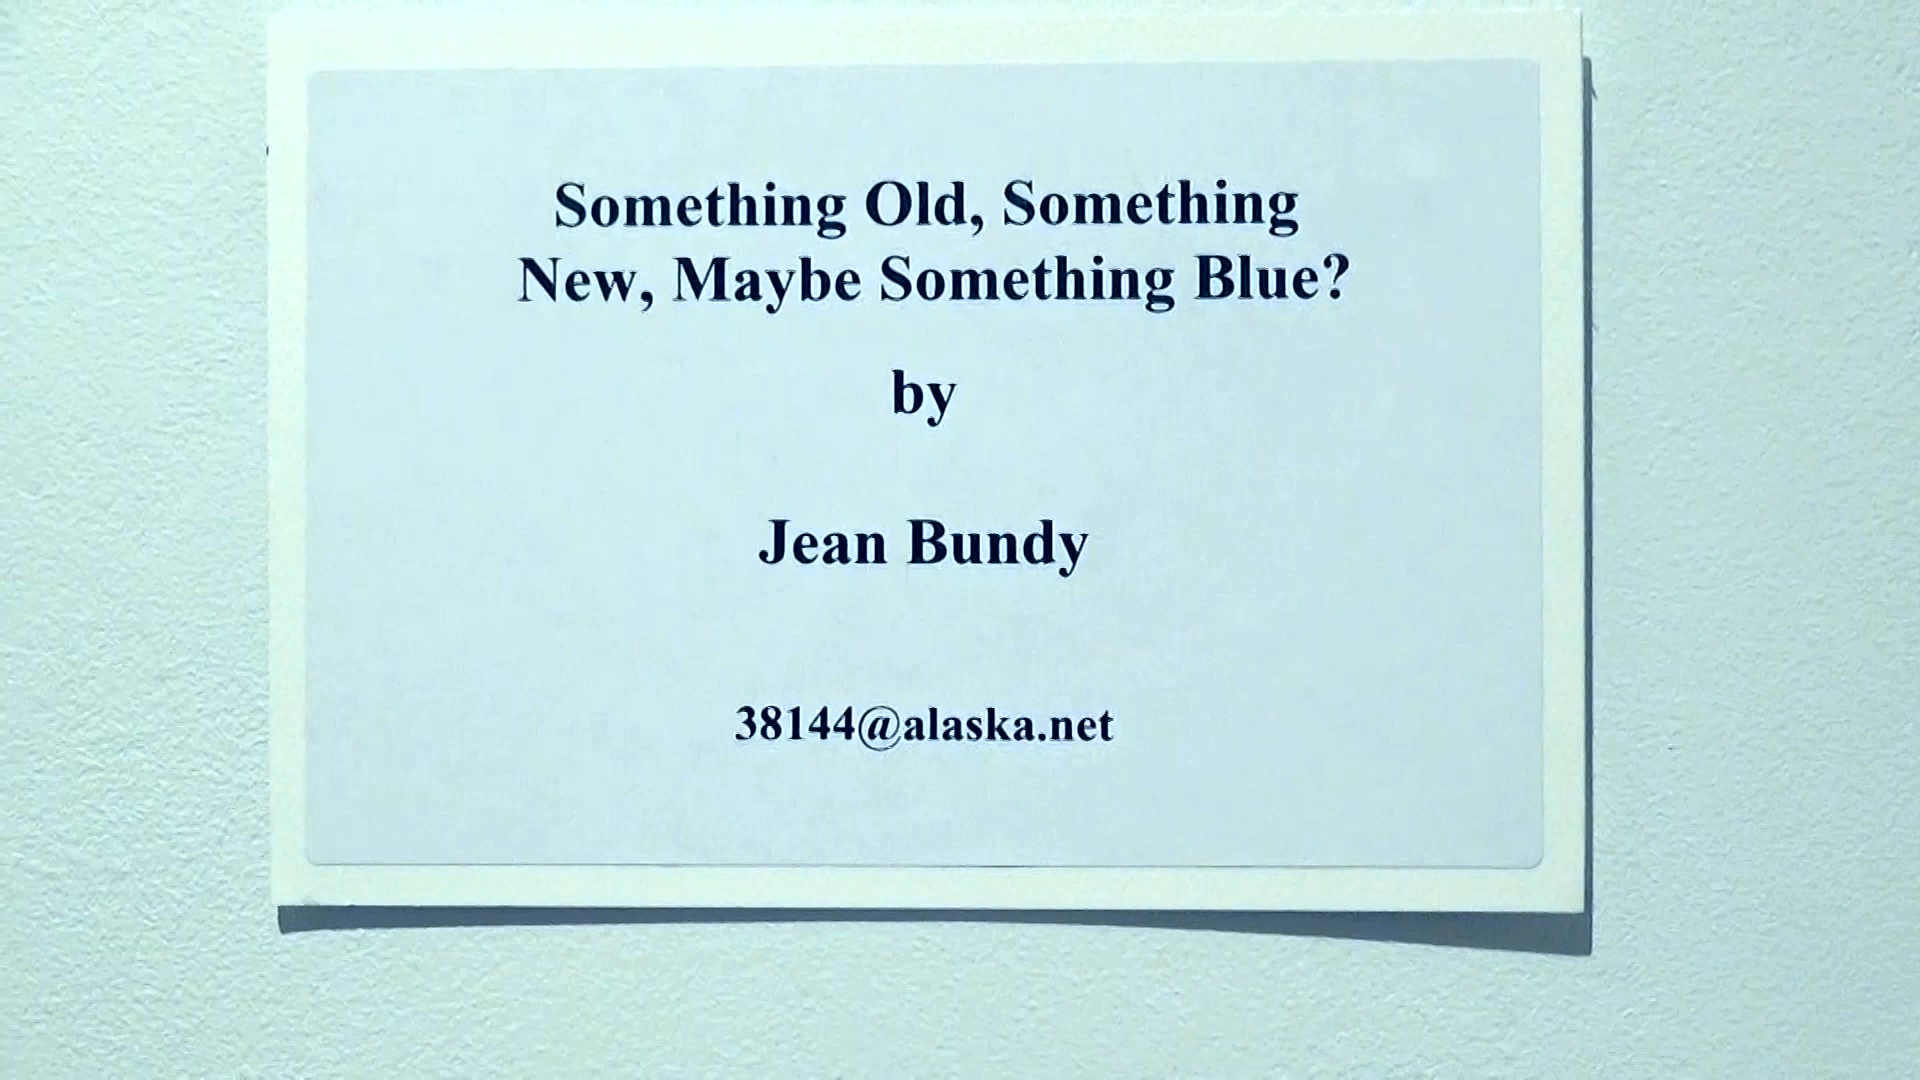 Something Old, Something
New, Maybe Something Blue?
by
Jean Bundy
38144@alaska.net